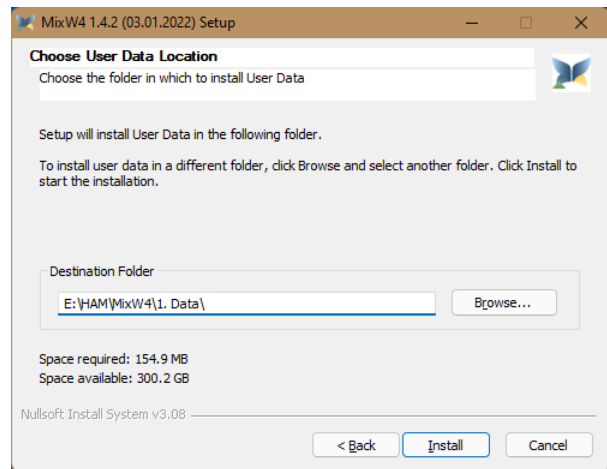 MixW4 1.4.2 (03.01.2022) Setup
Choose User Data Location
Choose the folder in which to install User Data
Setup will install User Data in the following folder.
To install user data in a different folder, click Browse and select another folder. Click Install to
start the installation.
Destination Folder
E:\HAM\MixW4\1. Data\
Browse...
Space required: 154.9 MB
Space available: 300.2 GB
Nullsoft Install System v3.08
< Back
Install
Cancel